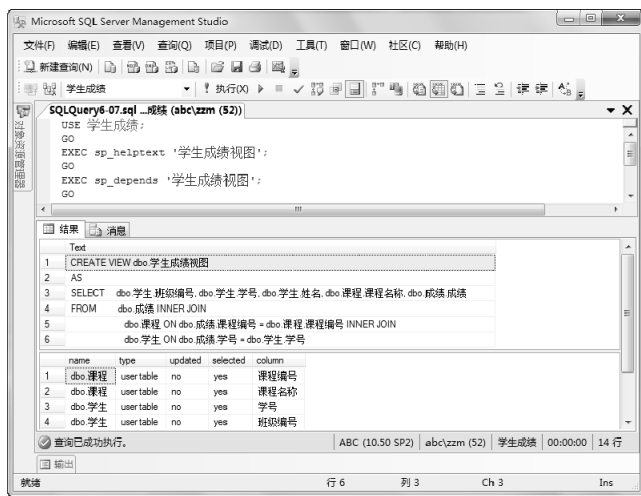 Microsoft SQL Server Management Studio
文件(F) 编辑(E) 查看(V) 查询(Q) 项目(P) 调试(D) 工具(T) 窗口(W) 社区(C) 帮助(H)
新建查询(N)
学生成绩 执行(X)
SQLQuery6-07.sql ...成绩 (abc\zzm (52))
对象资源管理器
USE 学生成绩;
GO
EXEC sp_helptext '学生成绩视图';
GO
EXEC sp_depends '学生成绩视图';
GO
结果 消息
Text
1 CREATE VIEW dbo.学生成绩视图
2 AS
3 SELECT dbo.学生.班级编号, dbo.学生.学号, dbo.学生.姓名, dbo.课程.课程名称, dbo.成绩.成绩
4 FROM dbo.成绩 INNER JOIN
5 dbo.课程 ON dbo.成绩.课程编号 = dbo.课程.课程编号 INNER JOIN
6 dbo.学生 ON dbo.成绩.学号 = dbo.学生.学号
name type updated selected column
1 dbo.课程 user table no yes 课程编号
2 dbo.课程 user table no yes 课程名称
3 dbo.学生 user table no yes 学号
4 dbo.学生 user table no yes 班级编号
查询已成功执行。 ABC (10.50 SP2) abc\zzm (52) 学生成绩 00:00:00 14 行
输出
就绪 行 6 列 3 Ch 3 Ins